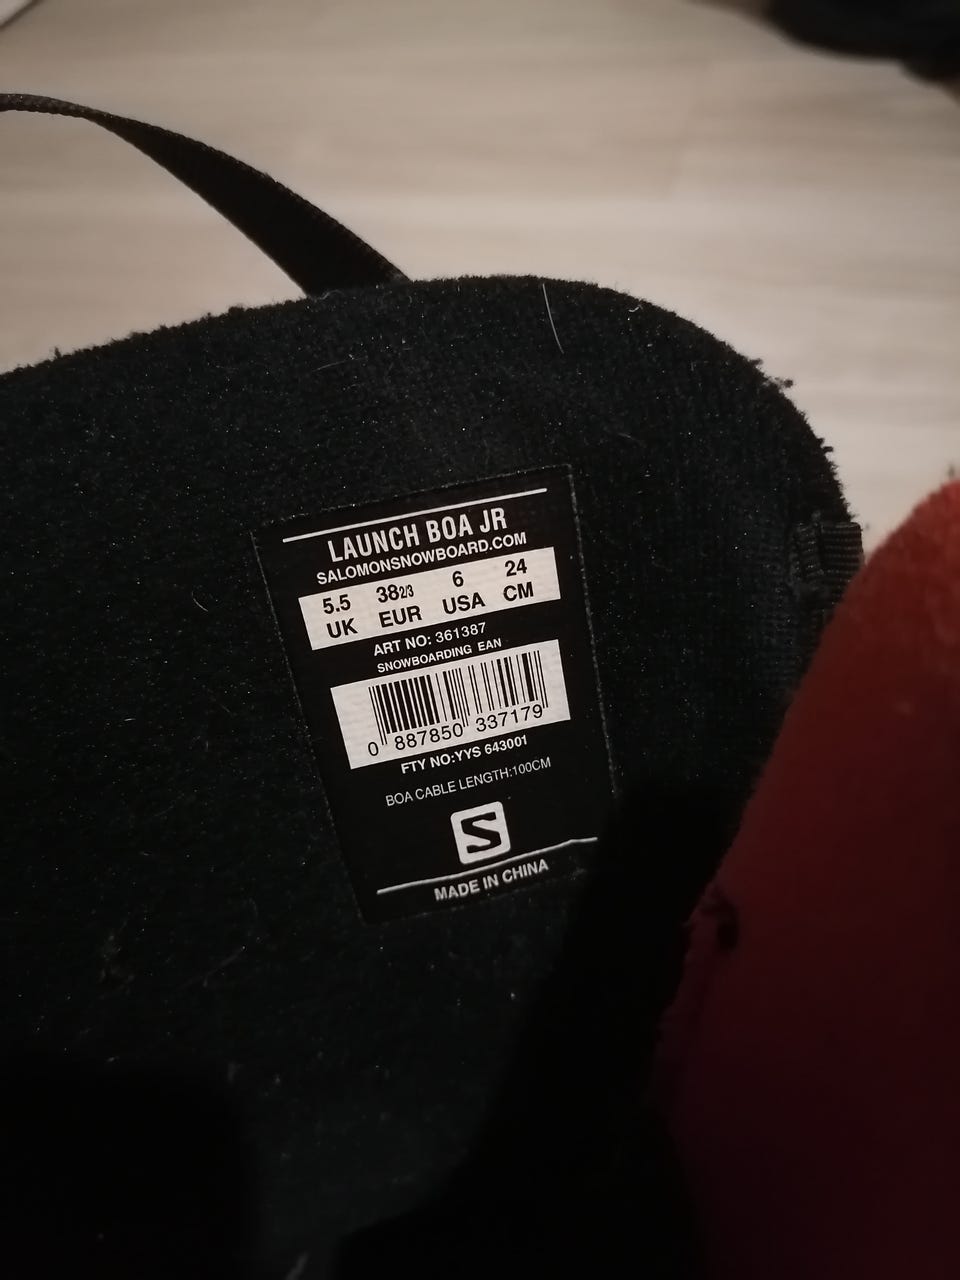 LAUNCH BOA JR
SALOMONSNOWBOARD.COM
5.5 38 2/3 6 24
UK EUR USA CM
ART NO: 361387
SNOWBOARDING EAN
0 887850 337179
FTY NO:YYS 643001
BOA CABLE LENGTH:100CM
S
MADE IN CHINA